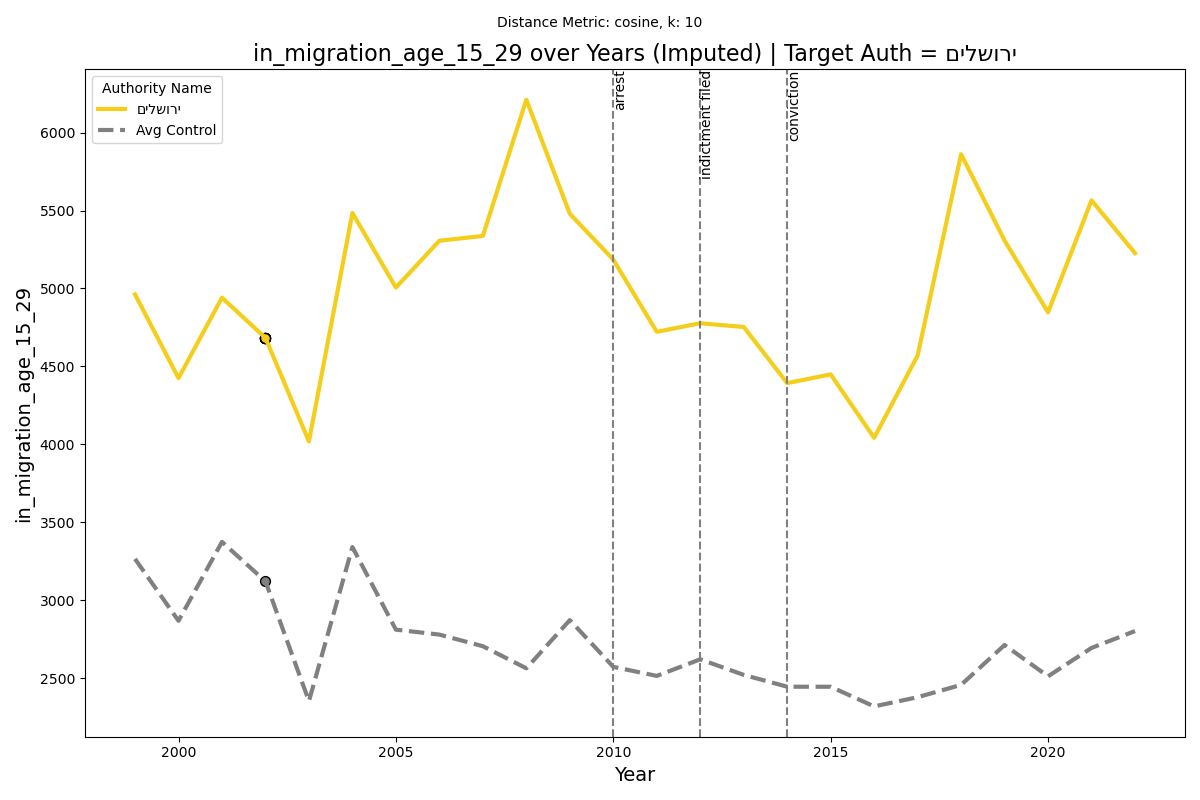 Distance Metric: cosine, k: 10
in_migration_age_15_29 over Years (Imputed) | Target Auth = ירושלים
Authority Name
ירושלים
Avg Control
arrest
indictment filed
conviction
in_migration_age_15_29
6000
5500
5000
4500
4000
3500
3000
2500
2000
2005
2010
2015
2020
Year